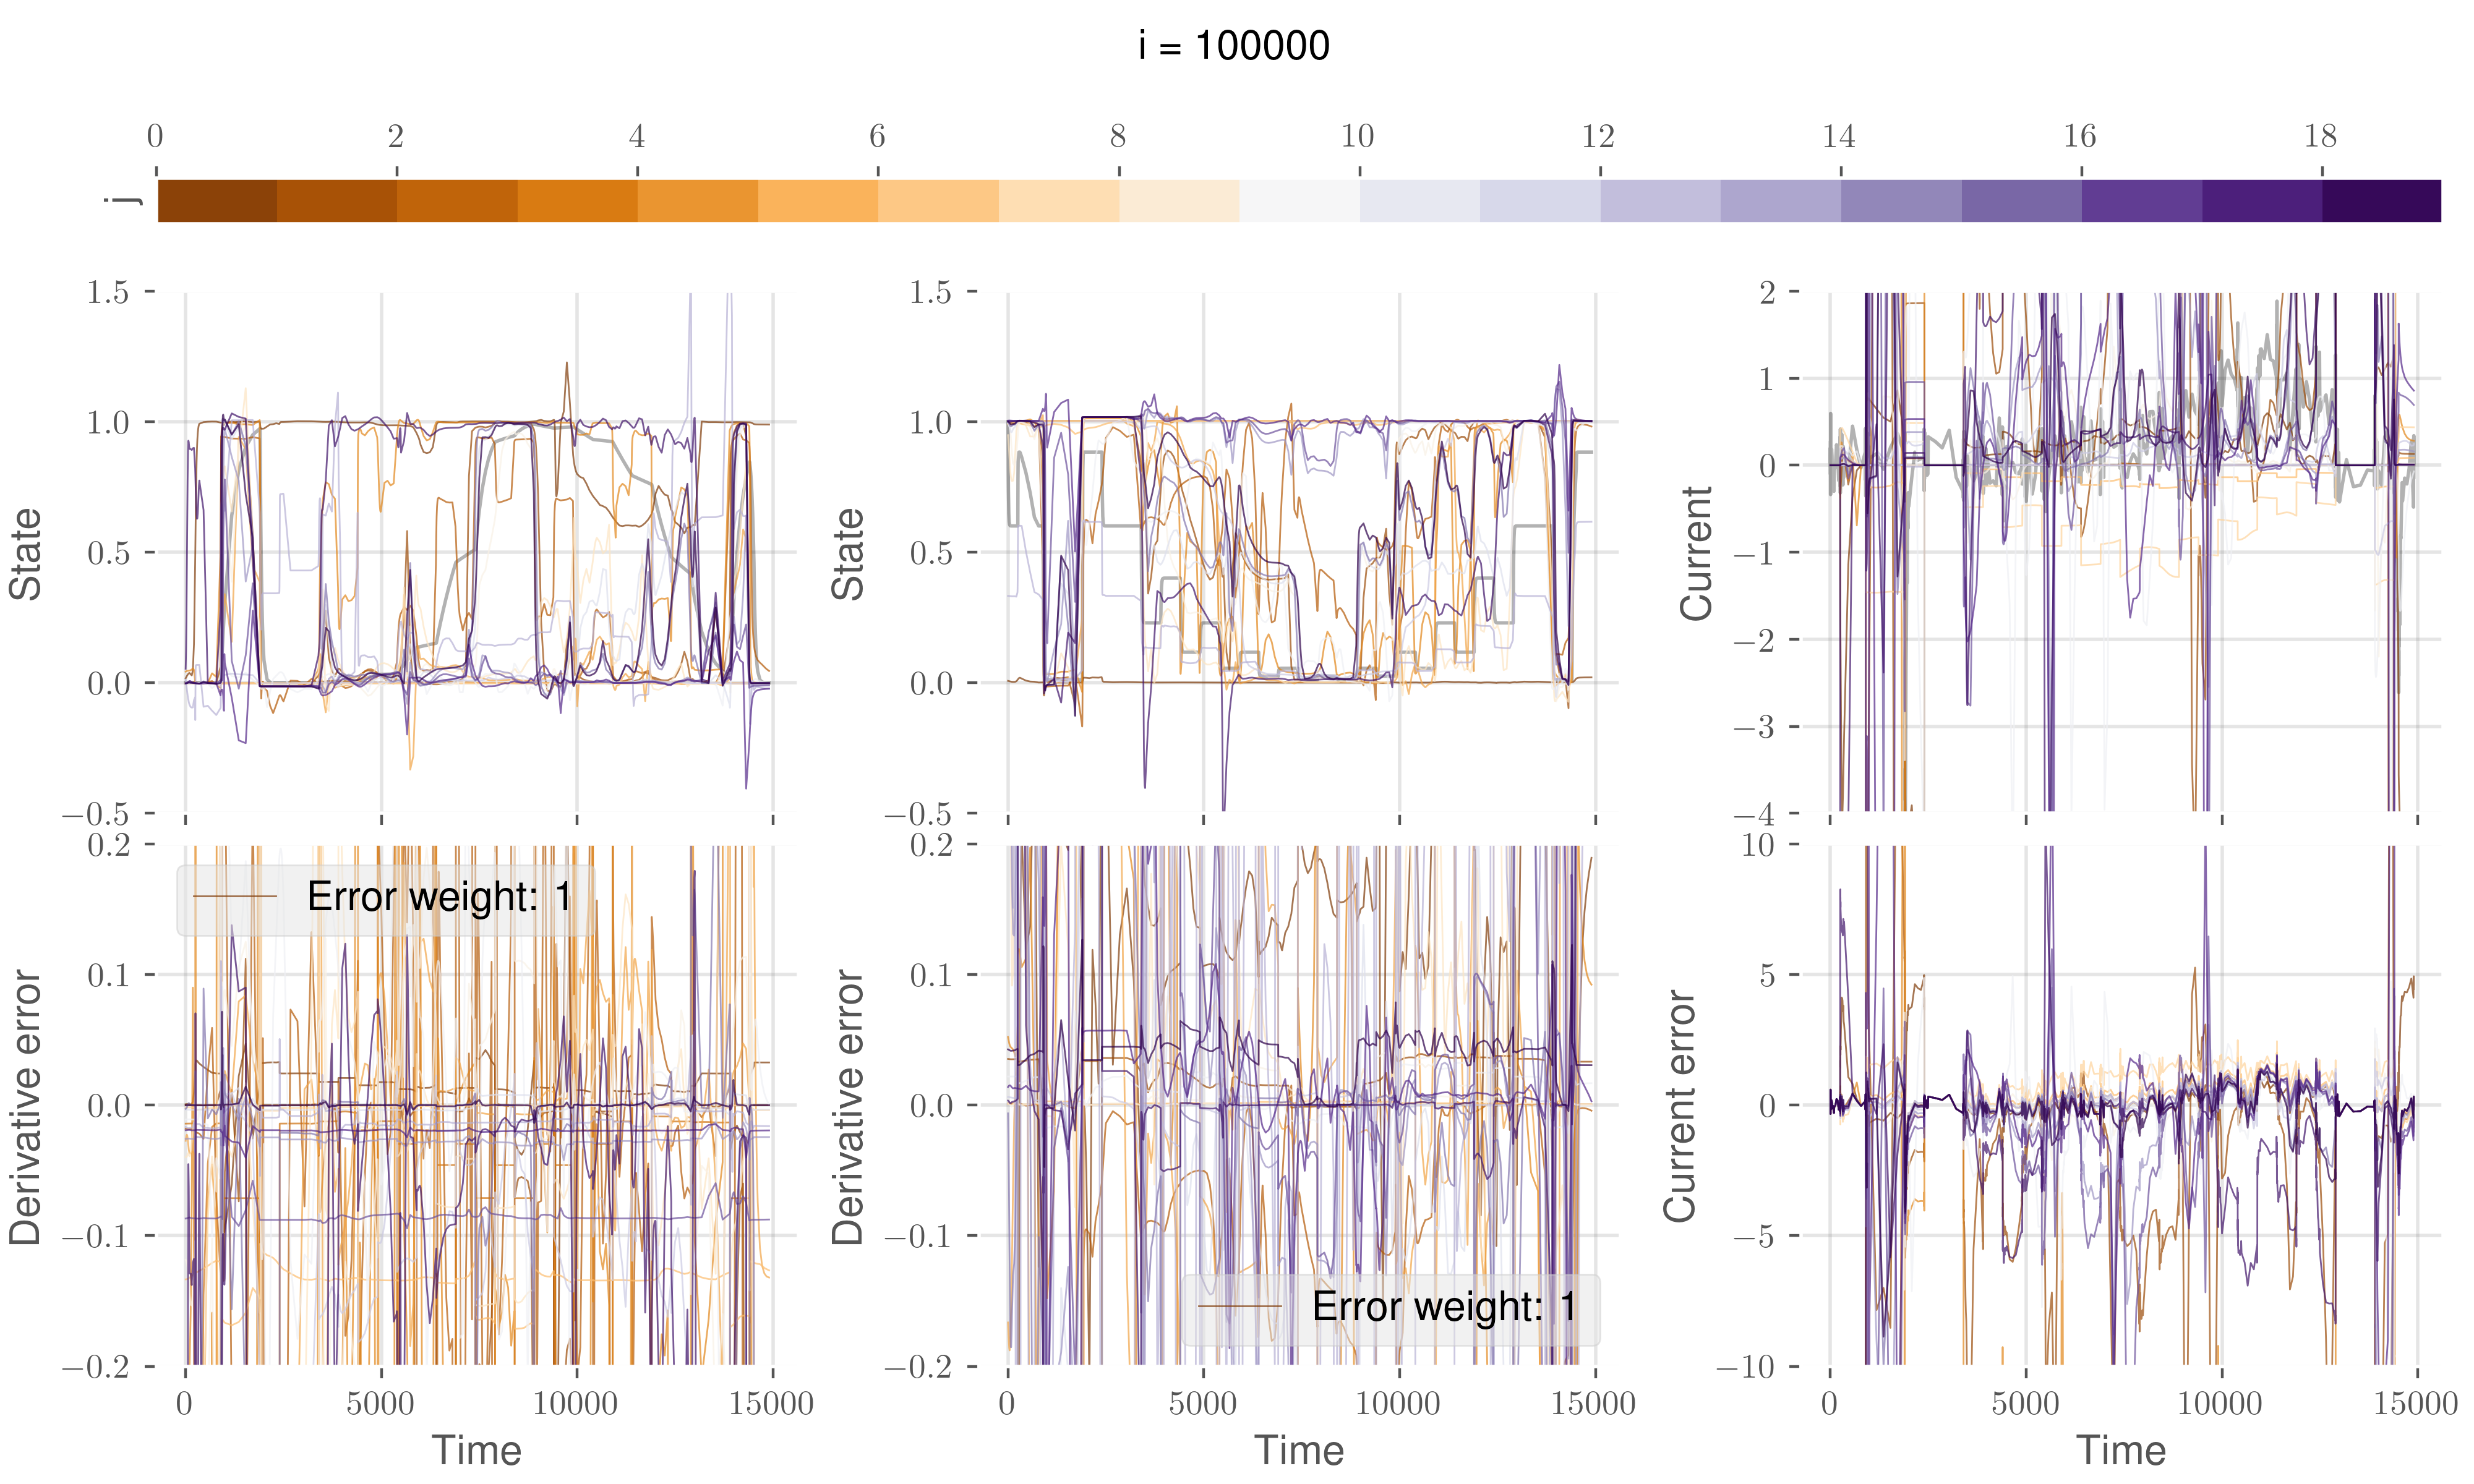 i = 100000
0 2 4 6 8 10 12 14 16 18
j
1.5
1.0
0.5
0.0
−0.5
State
1.5
1.0
0.5
0.0
−0.5
State
2
1
0
−1
−2
−3
−4
Current
0.2
0.1
0.0
−0.1
−0.2
Derivative error
Error weight: 1
0 5000 10000 15000
Time
0.2
0.1
0.0
−0.1
−0.2
Derivative error
Error weight: 1
0 5000 10000 15000
Time
10
5
0
−5
−10
Current error
0 5000 10000 15000
Time